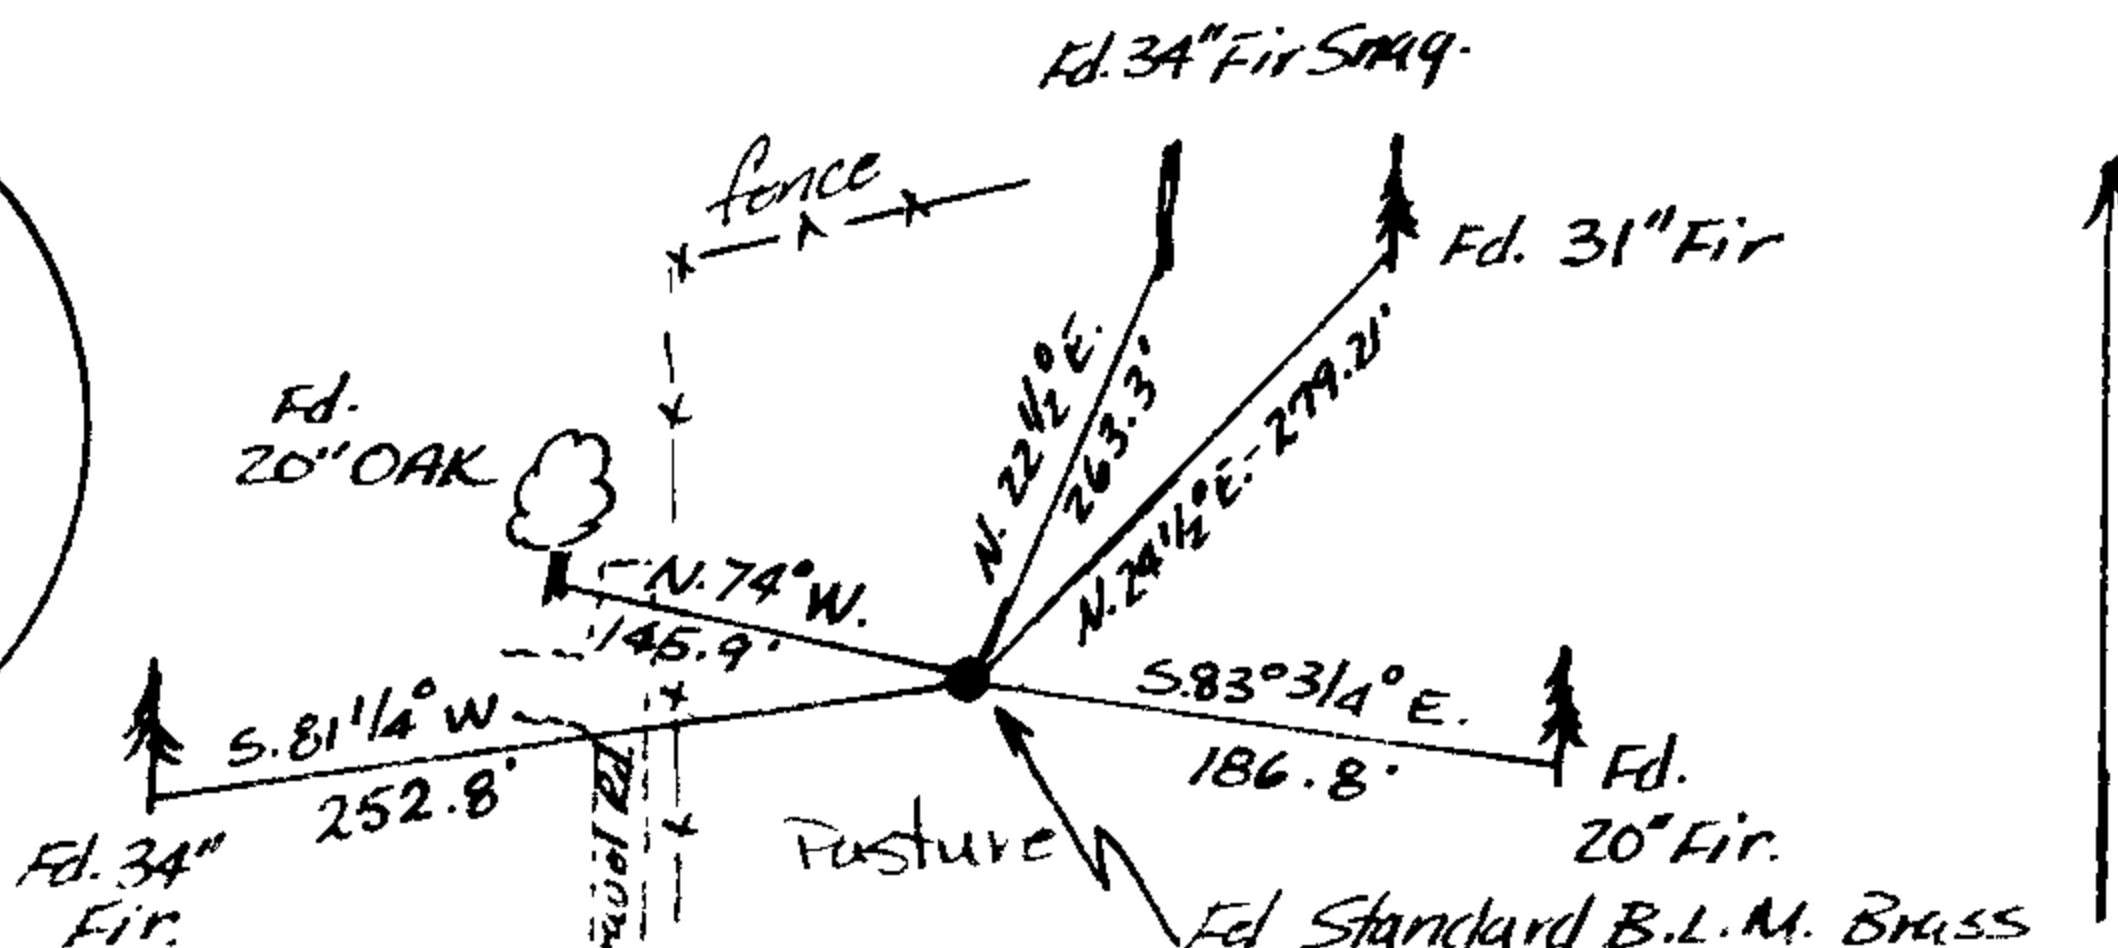 Fd. 34" Fir Snag.
fence
Fd. 31" Fir
Fd.
20" OAK
N. 22 1/2° E.
263.3'
N. 24 1/2° E. - 279.21'
N. 74° W.
145.9'
S. 81 1/4° W
252.8'
S. 83° 3/4° E.
186.8'
Fd.
20" Fir.
Fd. 34"
Fir.
Rd
Pasture
Fd Standard B.L.M. Brass